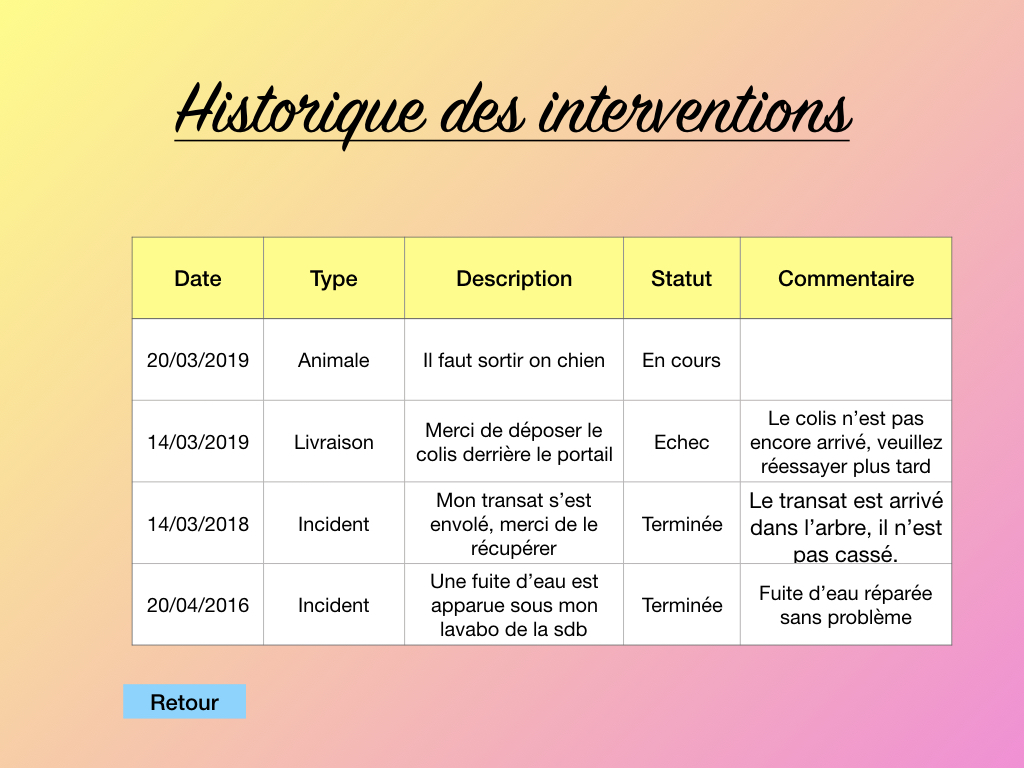 Historique des interventions
Date Type Description Statut Commentaire
20/03/2019 Animale Il faut sortir on chien En cours
14/03/2019 Livraison Merci de déposer le
colis derrière le portail Echec Le colis n’est pas
encore arrivé, veuillez
réessayer plus tard
14/03/2018 Incident Mon transat s’est
envolé, merci de le
récupérer Terminée Le transat est arrivé
dans l’arbre, il n’est
pas cassé.
20/04/2016 Incident Une fuite d’eau est
apparue sous mon
lavabo de la sdb Terminée Fuite d’eau réparée
sans problème
Retour